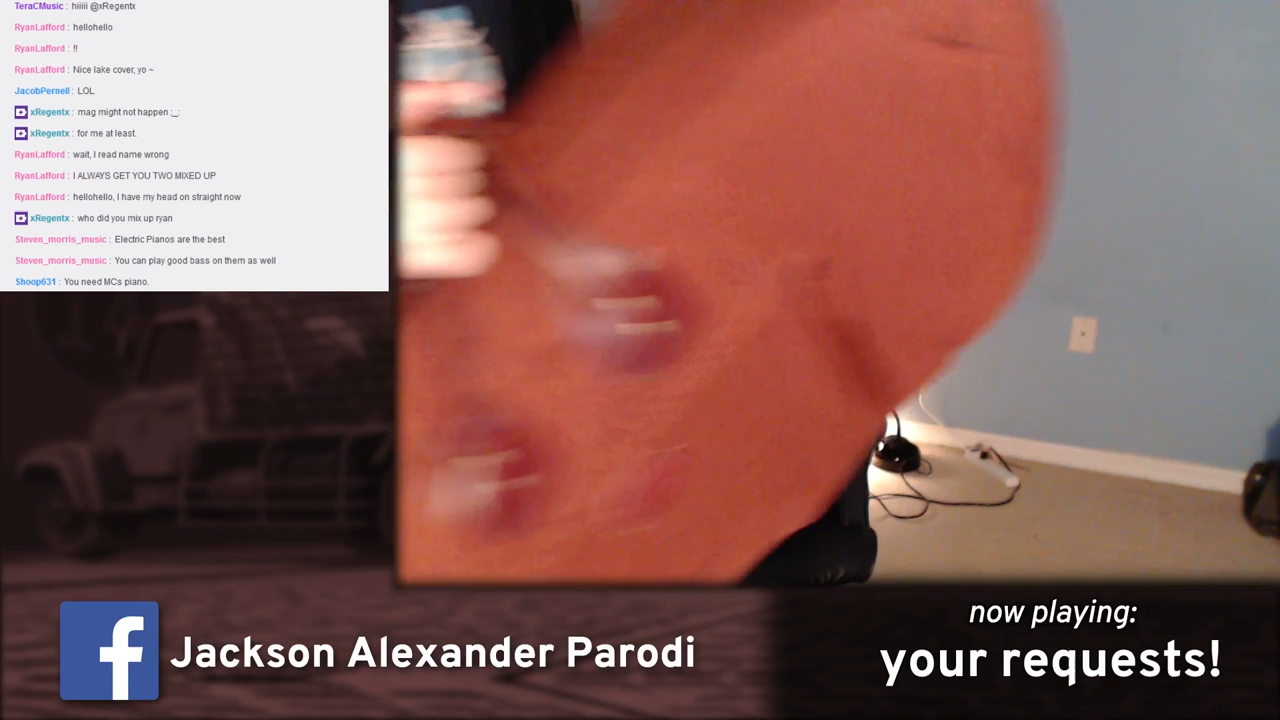 TeraCMusic : hiiiii @xRegentx
RyanLafford : hellohello
RyanLafford : !!
RyanLafford : Nice lake cover, yo ~
JacobPernell : LOL
xRegentx : mag might not happen ;_;
xRegentx : for me at least.
RyanLafford : wait, I read name wrong
RyanLafford : I ALWAYS GET YOU TWO MIXED UP
RyanLafford : hellohello, I have my head on straight now
xRegentx : who did you mix up ryan
Steven_morris_music : Electric Pianos are the best
Steven_morris_music : You can play good bass on them as well
Shoop631 : You need MCs piano.
f Jackson Alexander Parodi
now playing:
your requests!